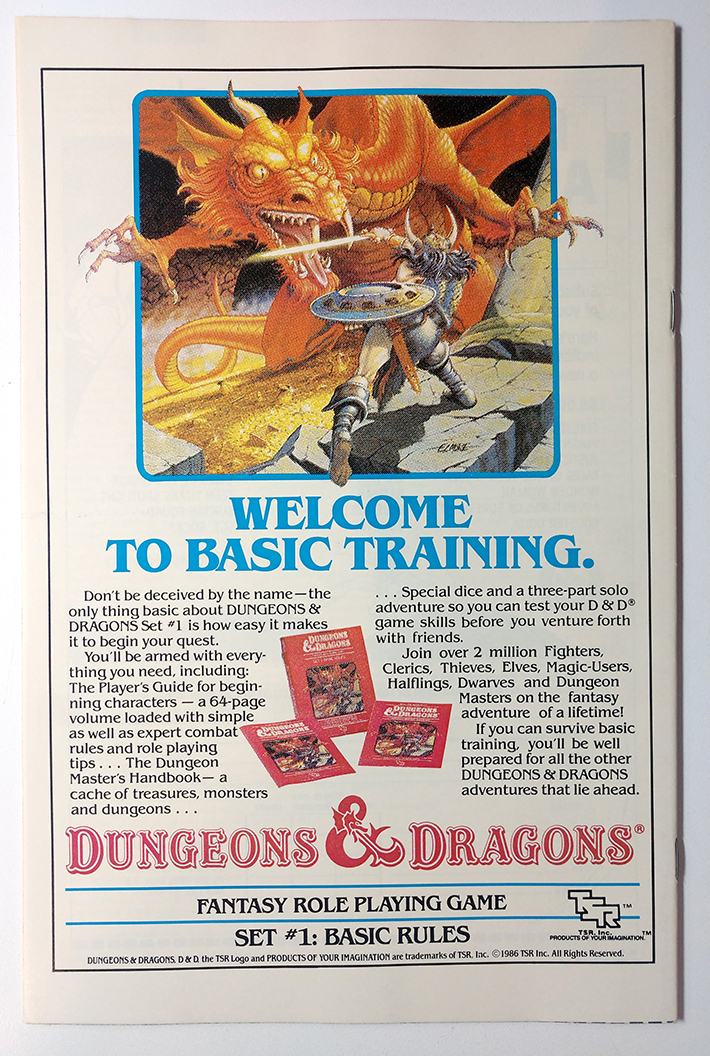 ELMORE
WELCOME
TO BASIC TRAINING.
Don't be deceived by the name—the
only thing basic about DUNGEONS &
DRAGONS Set #1 is how easy it makes
it to begin your quest.
You'll be armed with every-
thing you need, including:
The Player's Guide for begin-
ning characters — a 64-page
volume loaded with simple
as well as expert combat
rules and role playing
tips . . . The Dungeon
Master's Handbook— a
cache of treasures, monsters
and dungeons . . .
. . . Special dice and a three-part solo
adventure so you can test your D & D®
game skills before you venture forth
with friends.
Join over 2 million Fighters,
Clerics, Thieves, Elves, Magic-Users,
Halflings, Dwarves and Dungeon
Masters on the fantasy
adventure of a lifetime!
If you can survive basic
training, you'll be well
prepared for all the other
DUNGEONS & DRAGONS
adventures that lie ahead.
DUNGEONS & DRAGONS
DUNGEONS & DRAGONS
DUNGEONS & DRAGONS
DUNGEONS & DRAGONS®
FANTASY ROLE PLAYING GAME
SET #1: BASIC RULES
TSR™
TSR, Inc.
PRODUCTS OF YOUR IMAGINATION.™
DUNGEONS & DRAGONS, D & D, the TSR Logo and PRODUCTS OF YOUR IMAGINATION are trademarks of TSR, Inc. ©1986 TSR Inc. All Rights Reserved.